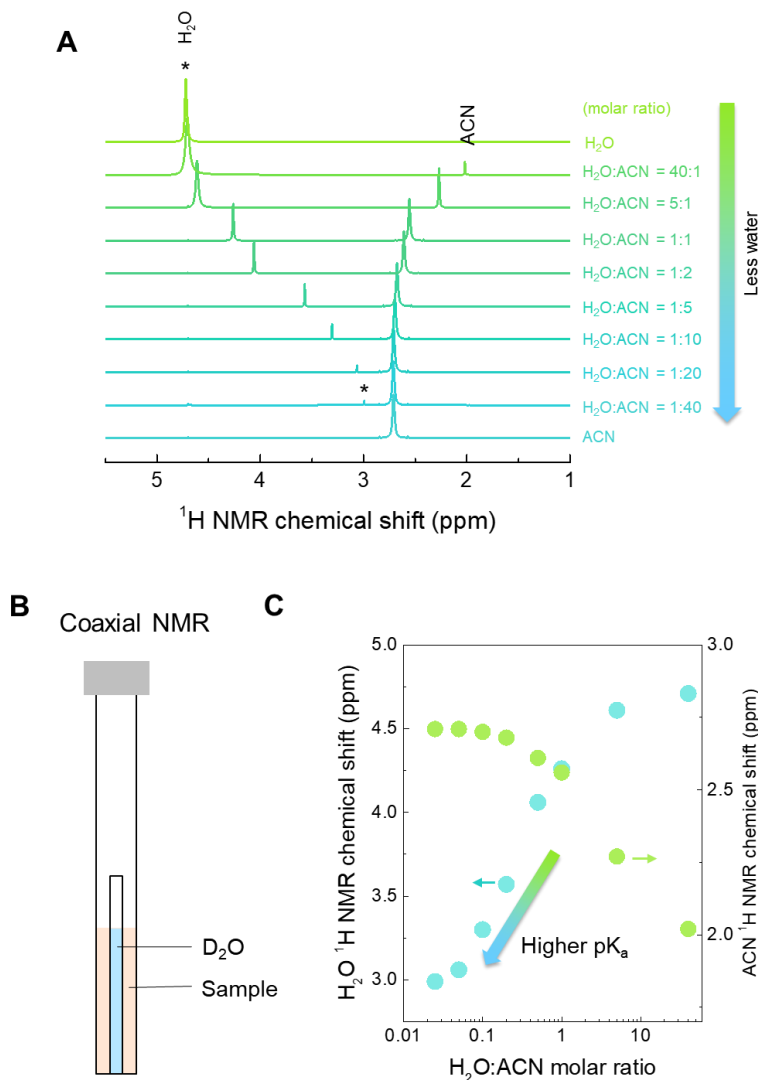 A
H₂O
*
ACN
(molar ratio)
H₂O
H₂O:ACN = 40:1
H₂O:ACN = 5:1
H₂O:ACN = 1:1
H₂O:ACN = 1:2
H₂O:ACN = 1:5
H₂O:ACN = 1:10
H₂O:ACN = 1:20
*
H₂O:ACN = 1:40
ACN
Less water
5 4 3 2 1
¹H NMR chemical shift (ppm)
B
Coaxial NMR
D₂O
Sample
C
H₂O ¹H NMR chemical shift (ppm)
5.0
4.5
4.0
3.5
3.0
3.0
2.5
2.0
ACN ¹H NMR chemical shift (ppm)
Higher pKₐ
0.01 0.1 1 10
H₂O:ACN molar ratio